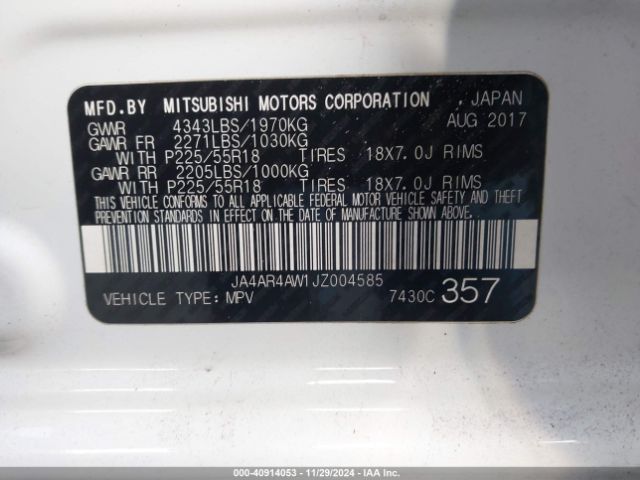 MFD.BY MITSUBISHI MOTORS CORPORATION , JAPAN
GVWR 4343LBS/1970KG AUG 2017
GAWR FR 2271LBS/1030KG
WITH P225/55R18 TIRES 18X7.0J RIMS
GAWR RR 2205LBS/1000KG
WITH P225/55R18 TIRES 18X7.0J RIMS
THIS VEHICLE CONFORMS TO ALL APPLICABLE FEDERAL MOTOR VEHICLE SAFETY AND THEFT
PREVENTION STANDARDS IN EFFECT ON THE DATE OF MANUFACTURE SHOWN ABOVE.
JA4AR4AW1JZ004585
VEHICLE TYPE:MPV 7430C 357
000-40914053 - 11/29/2024 - IAA Inc.